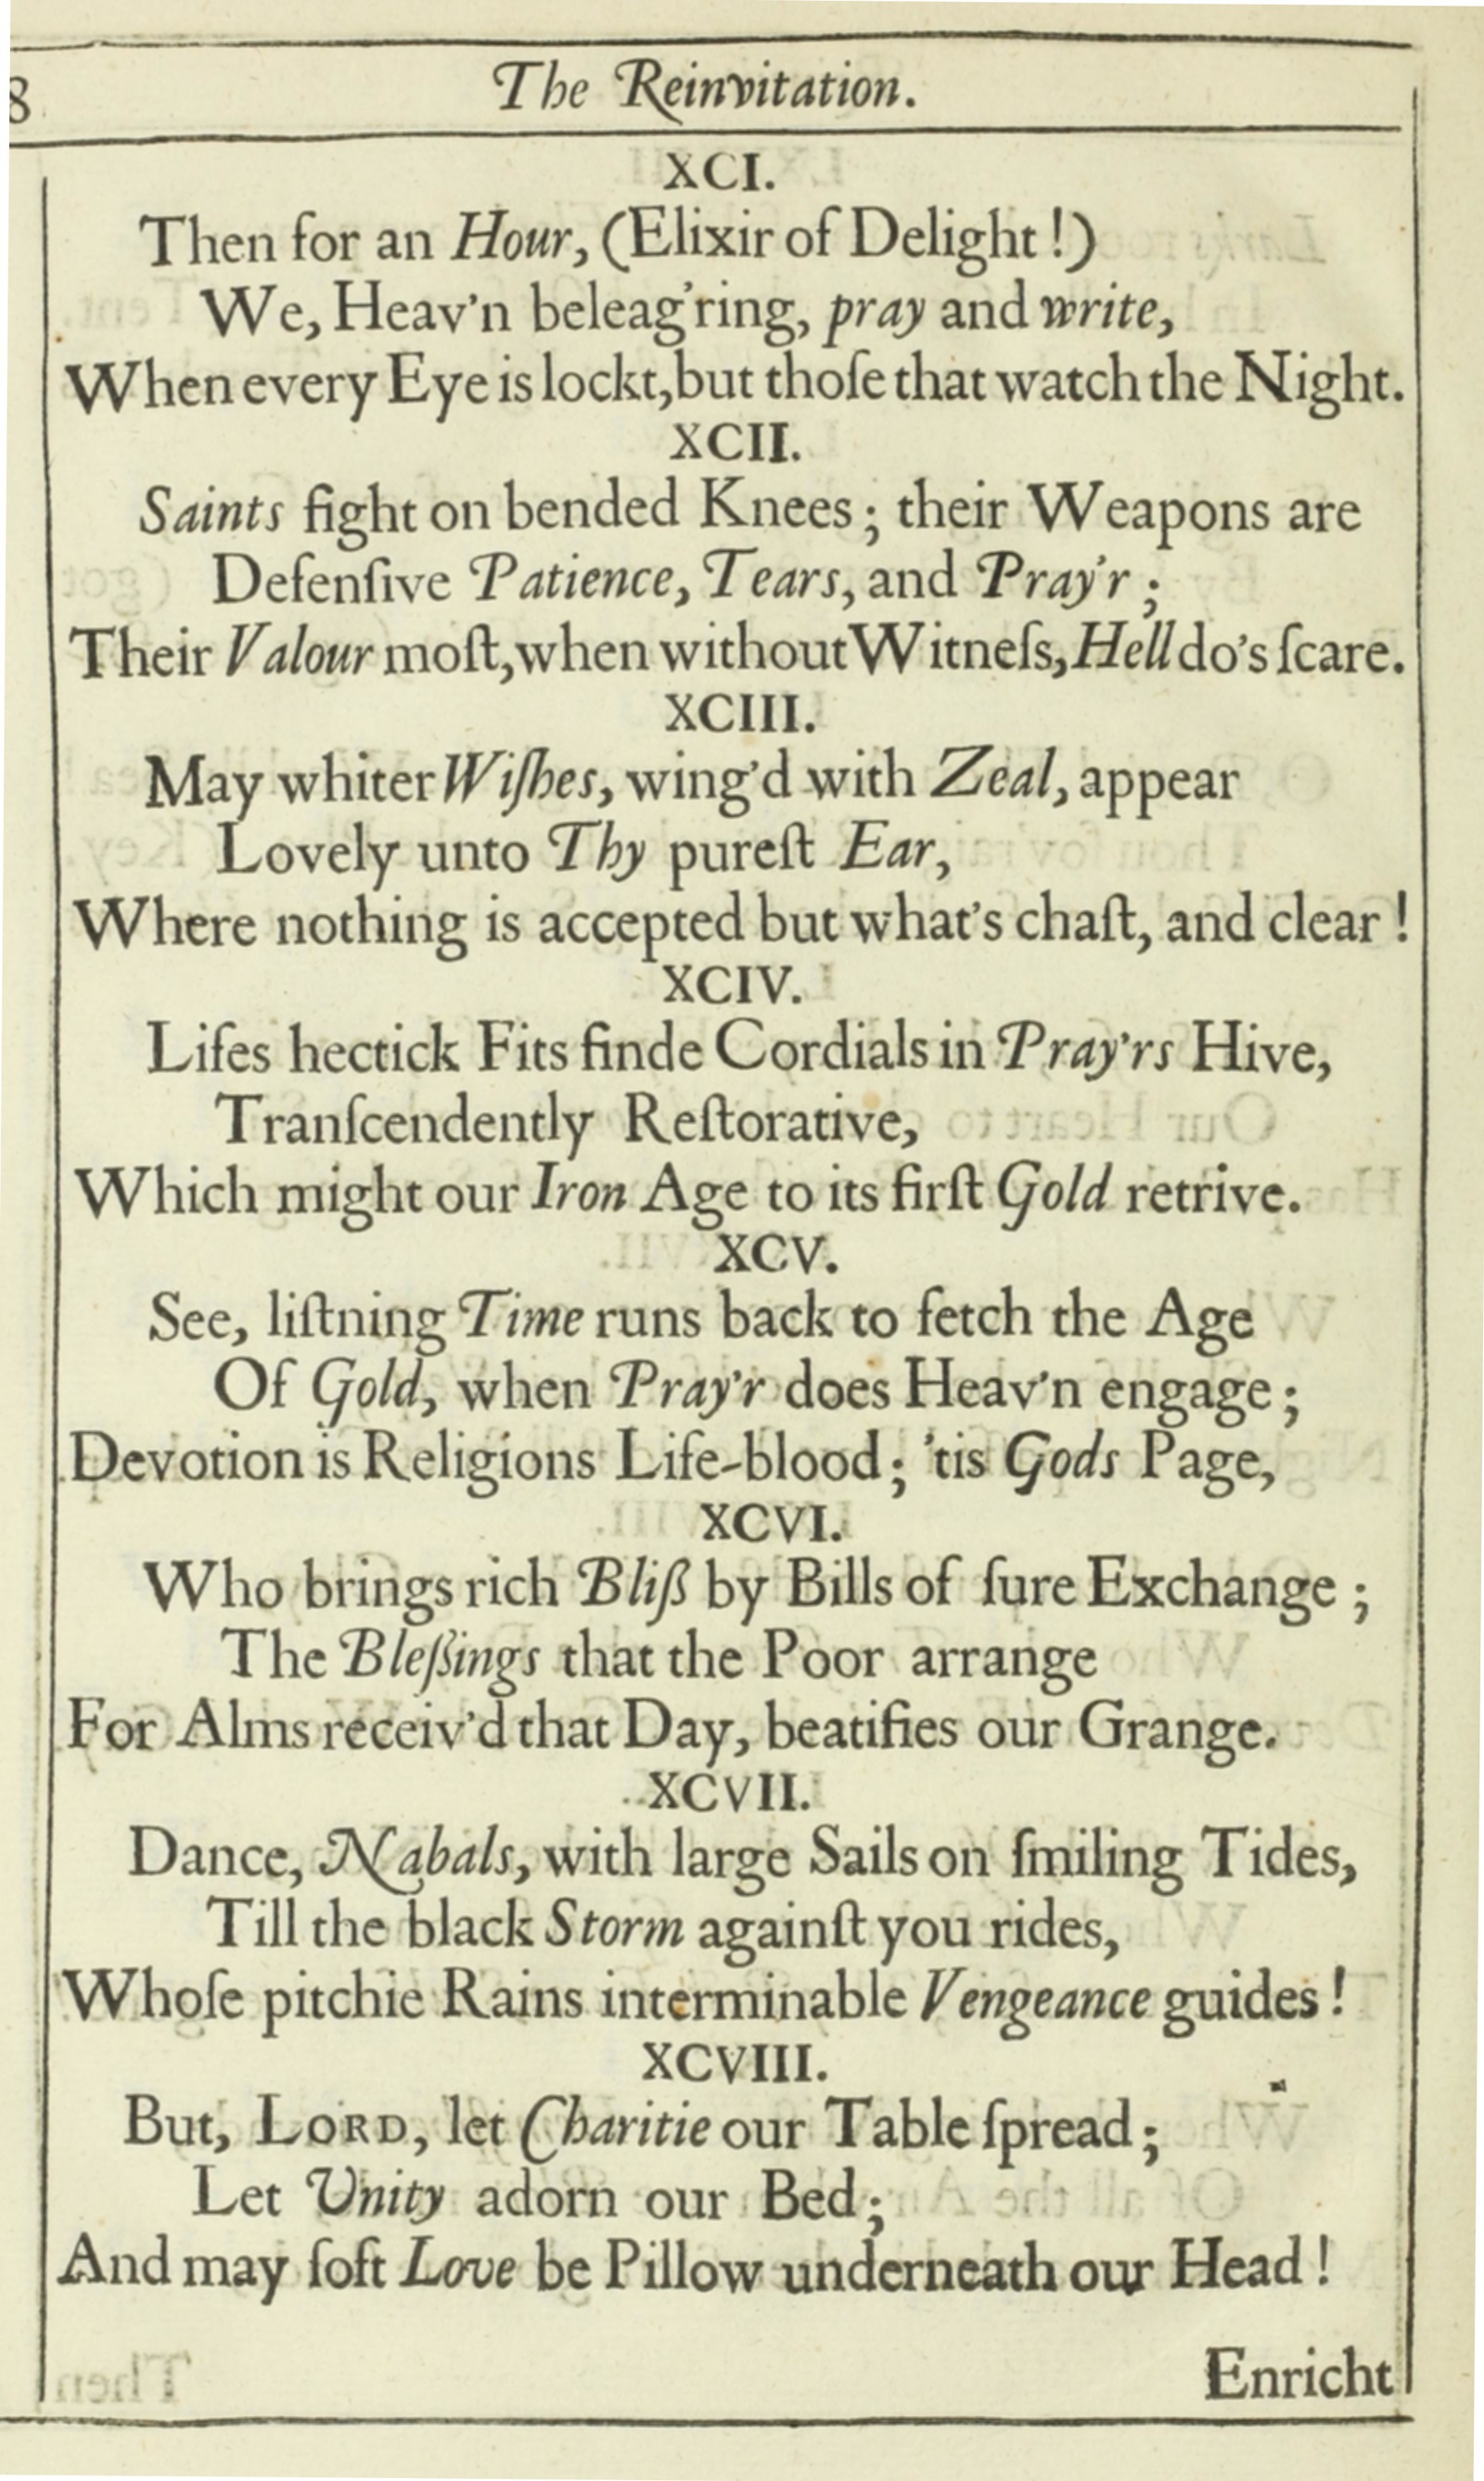 8
The Reinvitation.
XCI.
Then for an Hour, (Elixir of Delight!)
We, Heav'n beleag'ring, pray and write,
When every Eye is lockt, but thoſe that watch the Night.
XCII.
Saints fight on bended Knees; their Weapons are
Defenſive Patience, Tears, and Pray'r;
Their Valour moſt, when without Witneſs, Hell do's ſcare.
XCIII.
May whiter Wiſhes, wing'd with Zeal, appear
Lovely unto Thy pureſt Ear,
Where nothing is accepted but what's chaſt, and clear!
XCIV.
Lifes hectick Fits finde Cordials in Pray'rs Hive,
Tranſcendently Reſtorative,
Which might our Iron Age to its firſt Gold retrive.
XCV.
See, liſtning Time runs back to fetch the Age
Of Gold, when Pray'r does Heav'n engage;
Devotion is Religions Life-blood; 'tis Gods Page,
XCVI.
Who brings rich Bliß by Bills of ſure Exchange;
The Bleßings that the Poor arrange
For Alms receiv'd that Day, beatifies our Grange.
XCVII.
Dance, Nabals, with large Sails on ſmiling Tides,
Till the black Storm againſt you rides,
Whoſe pitchie Rains interminable Vengeance guides!
XCVIII.
But, LORD, let Charitie our Table ſpread;
Let Unity adorn our Bed;
And may ſoft Love be Pillow underneath our Head!
Enricht